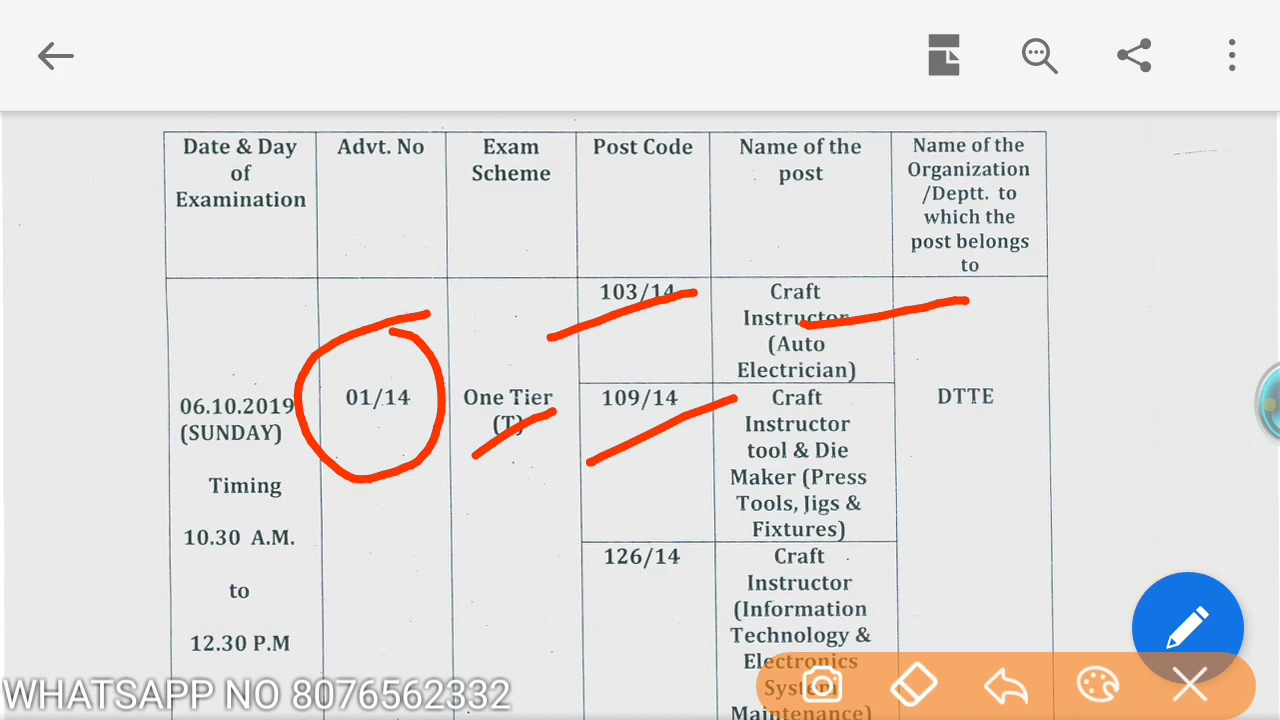 Date & Day
of
Examination
Advt. No
Exam
Scheme
Post Code
Name of the
post
Name of the
Organization
/Deptt. to
which the
post belongs
to
06.10.2019
(SUNDAY)
Timing
10.30 A.M.
to
12.30 P.M
01/14
One Tier
(T)
103/14
Craft
Instructor
(Auto
Electrician)
109/14
Craft
Instructor
tool & Die
Maker (Press
Tools, Jigs &
Fixtures)
126/14
Craft
Instructor
(Information
Technology &
Electronics
System
Maintenance)
DTTE
WHATSAPP NO 8076562332